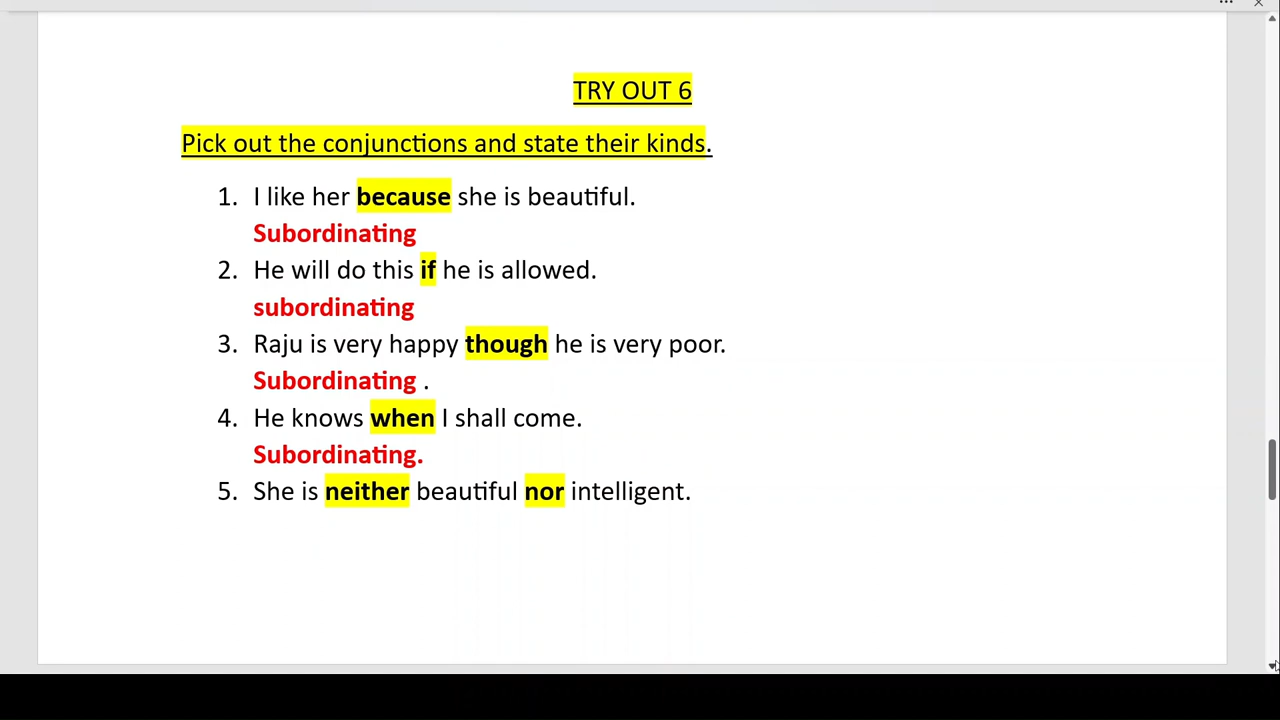 TRY OUT 6
Pick out the conjunctions and state their kinds.
1. I like her because she is beautiful.
Subordinating
2. He will do this if he is allowed.
subordinating
3. Raju is very happy though he is very poor.
Subordinating .
4. He knows when I shall come.
Subordinating.
5. She is neither beautiful nor intelligent.